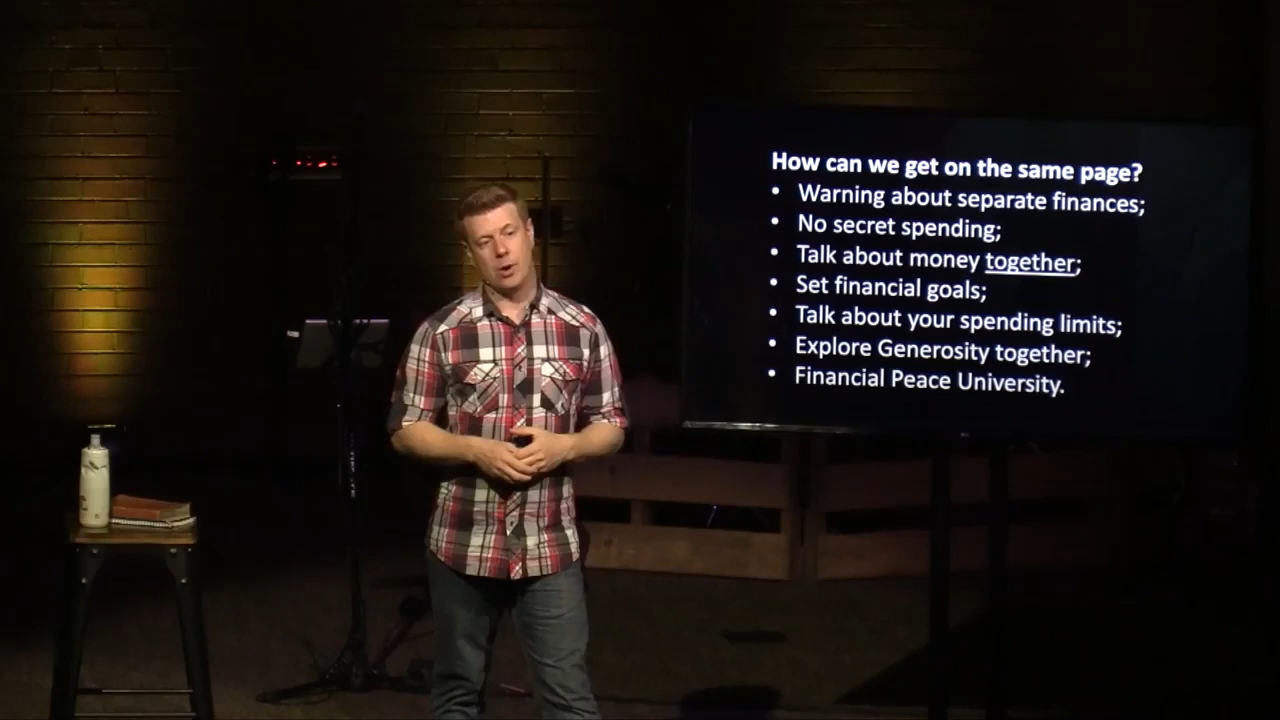 How can we get on the same page?
• Warning about separate finances;
• No secret spending;
• Talk about money together;
• Set financial goals;
• Talk about your spending limits;
• Explore Generosity together;
• Financial Peace University.